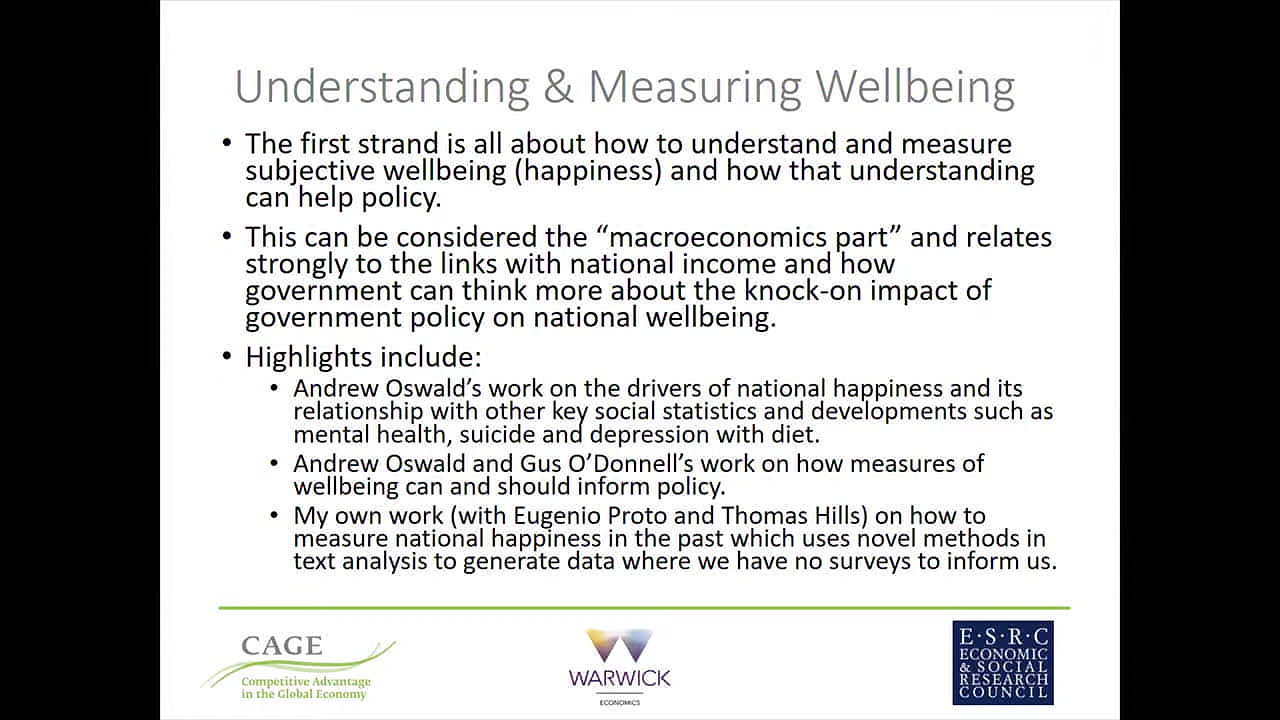 Understanding & Measuring Wellbeing
• The first strand is all about how to understand and measure
subjective wellbeing (happiness) and how that understanding
can help policy.
• This can be considered the “macroeconomics part” and relates
strongly to the links with national income and how
government can think more about the knock-on impact of
government policy on national wellbeing.
• Highlights include:
• Andrew Oswald’s work on the drivers of national happiness and its
relationship with other key social statistics and developments such as
mental health, suicide and depression with diet.
• Andrew Oswald and Gus O’Donnell’s work on how measures of
wellbeing can and should inform policy.
• My own work (with Eugenio Proto and Thomas Hills) on how to
measure national happiness in the past which uses novel methods in
text analysis to generate data where we have no surveys to inform us.
CAGE
Competitive Advantage
in the Global Economy
WARWICK
ECONOMICS
E·S·R·C
ECONOMIC
& SOCIAL
RESEARCH
COUNCIL